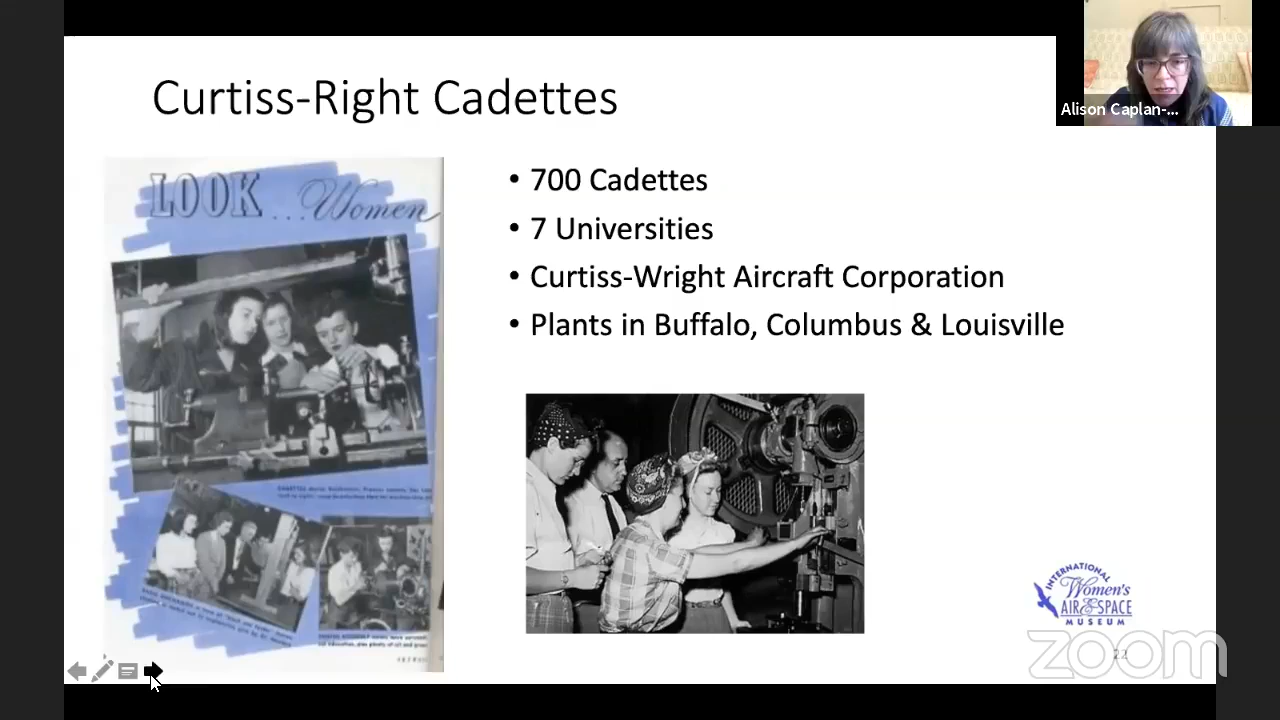 Curtiss-Right Cadettes
Alison Caplan-...
LOOK ... Women
• 700 Cadettes
• 7 Universities
• Curtiss-Wright Aircraft Corporation
• Plants in Buffalo, Columbus & Louisville
INTERNATIONAL
Women's
AIR & SPACE
MUSEUM
zoom
22